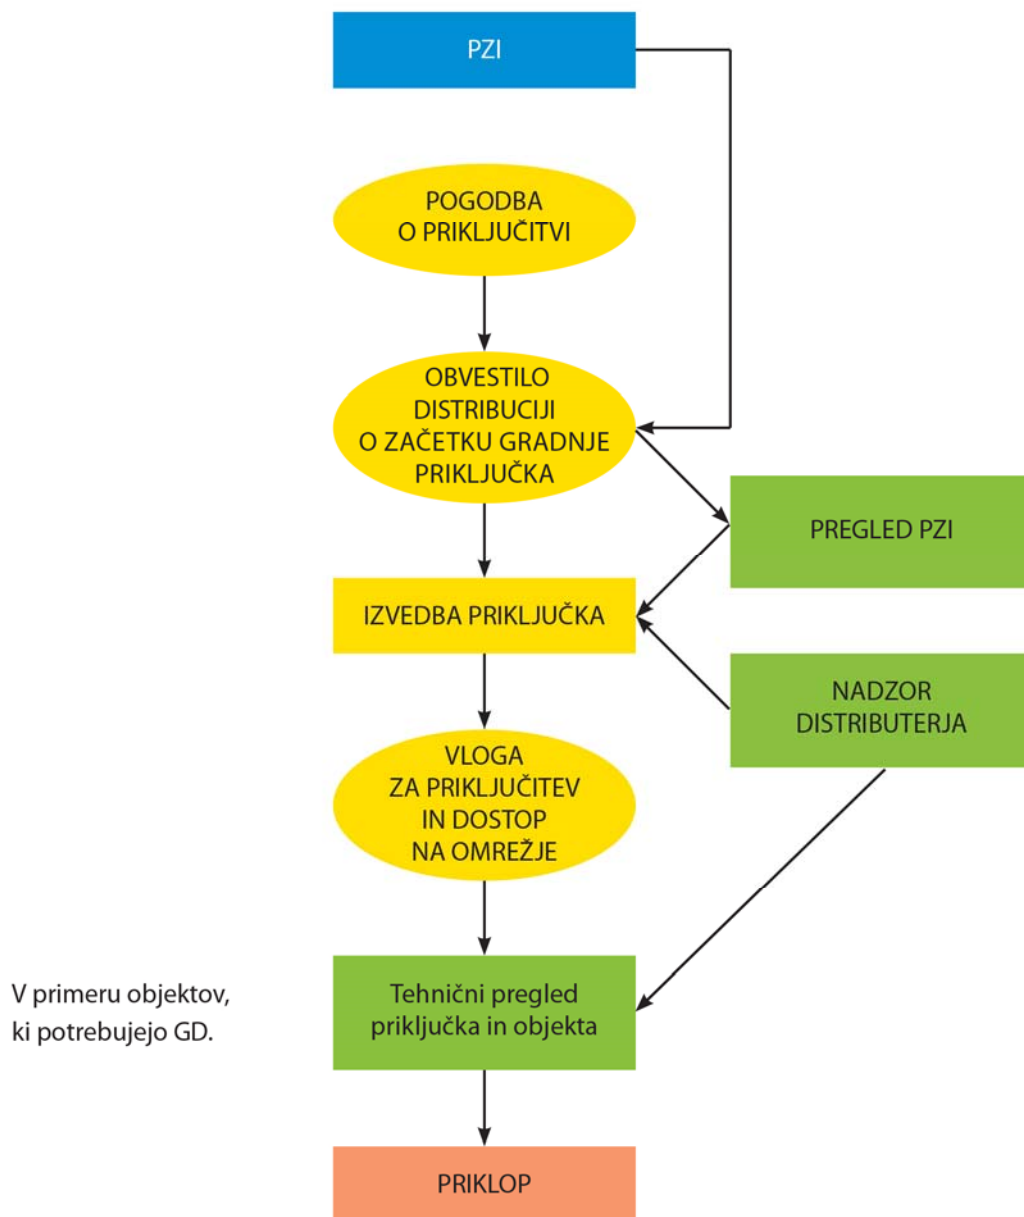 PZI
POGODBA
O PRIKLJUČITVI
OBVESTILO
DISTRIBUCIJI
O ZAČETKU GRADNJE
PRIKLJUČKA
PREGLED PZI
IZVEDBA PRIKLJUČKA
NADZOR
DISTRIBUTERJA
VLOGA
ZA PRIKLJUČITEV
IN DOSTOP
NA OMREŽJE
V primeru objektov,
ki potrebujejo GD.
Tehnični pregled
priključka in objekta
PRIKLOP